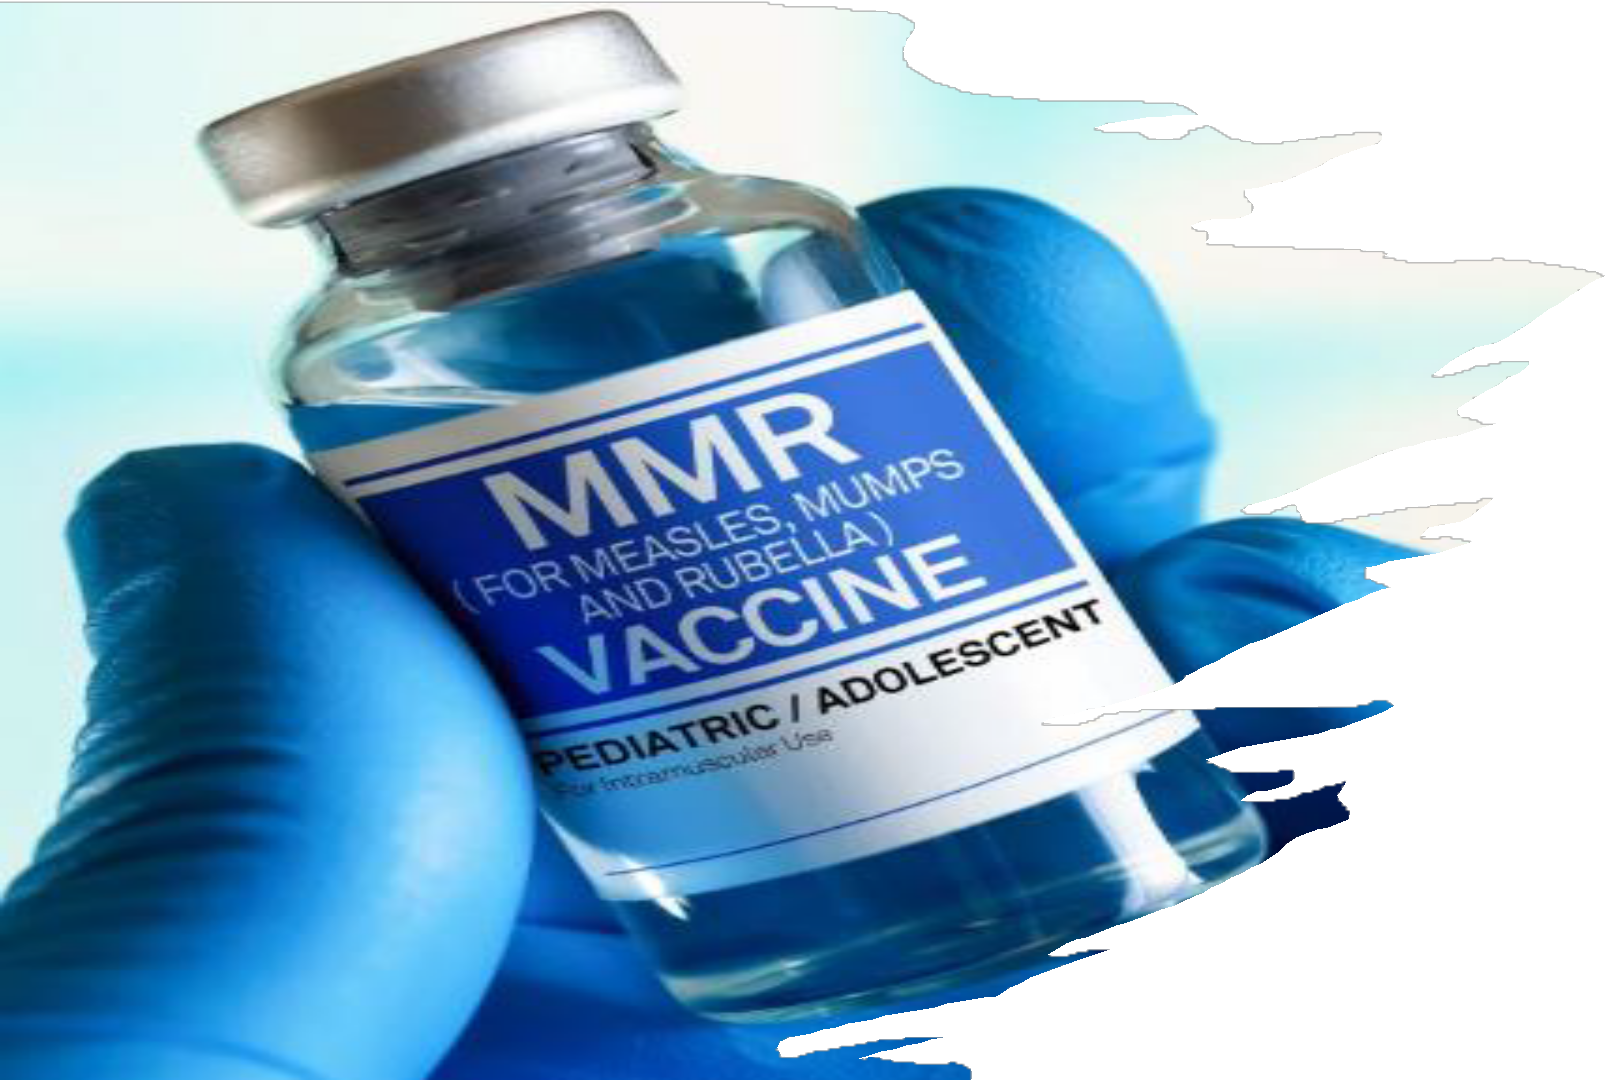 MMR
( FOR MEASLES, MUMPS
AND RUBELLA )
VACCINE
PEDIATRIC / ADOLESCENT
For Intramuscular Use